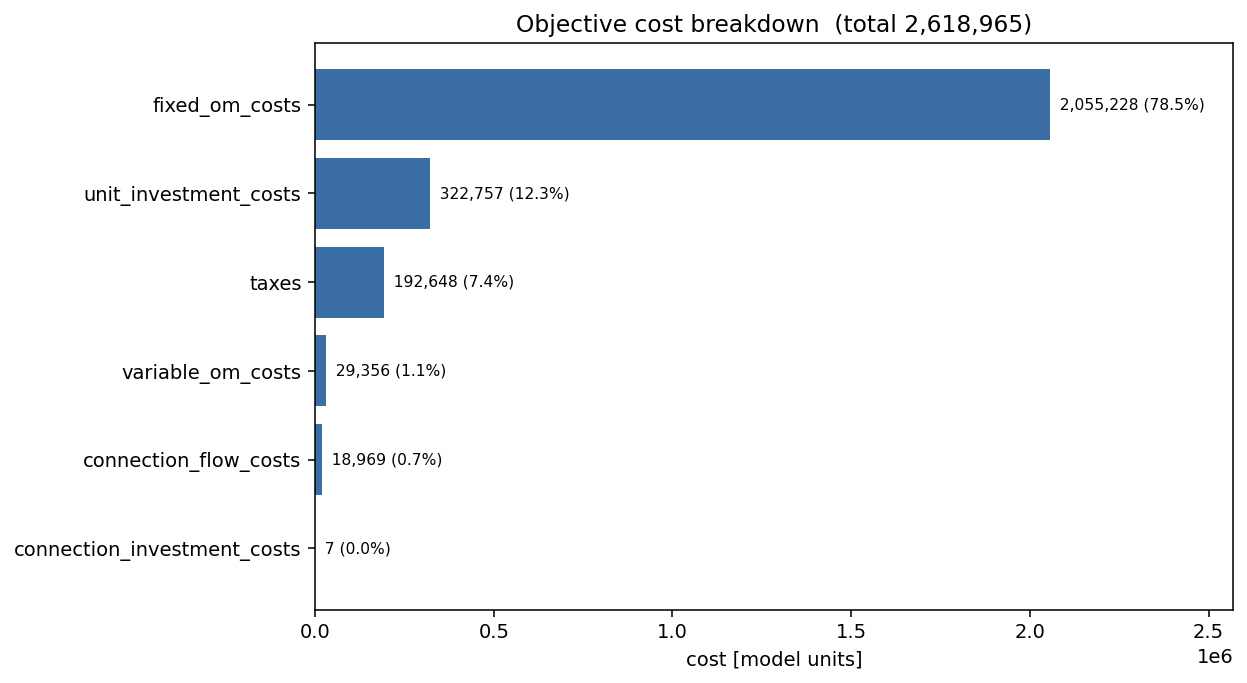 Objective cost breakdown  (total 2,618,965)
fixed_om_costs
2,055,228 (78.5%)
unit_investment_costs
322,757 (12.3%)
taxes
192,648 (7.4%)
variable_om_costs
29,356 (1.1%)
connection_flow_costs
18,969 (0.7%)
connection_investment_costs
7 (0.0%)
0.0 0.5 1.0 1.5 2.0 2.5
1e6
cost [model units]